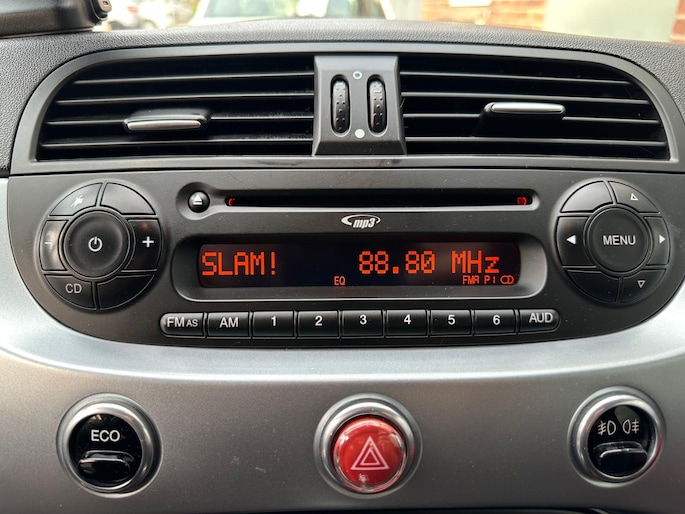 mp3
+
-
CD
MENU
SLAM! 88.80 MHz
EQ FMA P1 CD
FM AS AM 1 2 3 4 5 6 AUD
ECO